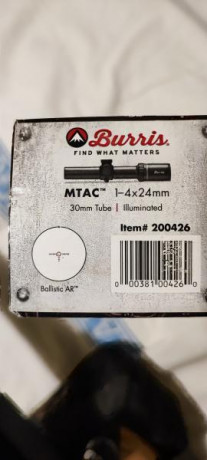 Burris.
FIND WHAT MATTERS
MTAC™ 1-4x24mm
30mm Tube | Illuminated
Item# 200426
Ballistic AR™
0 00381 00426 0